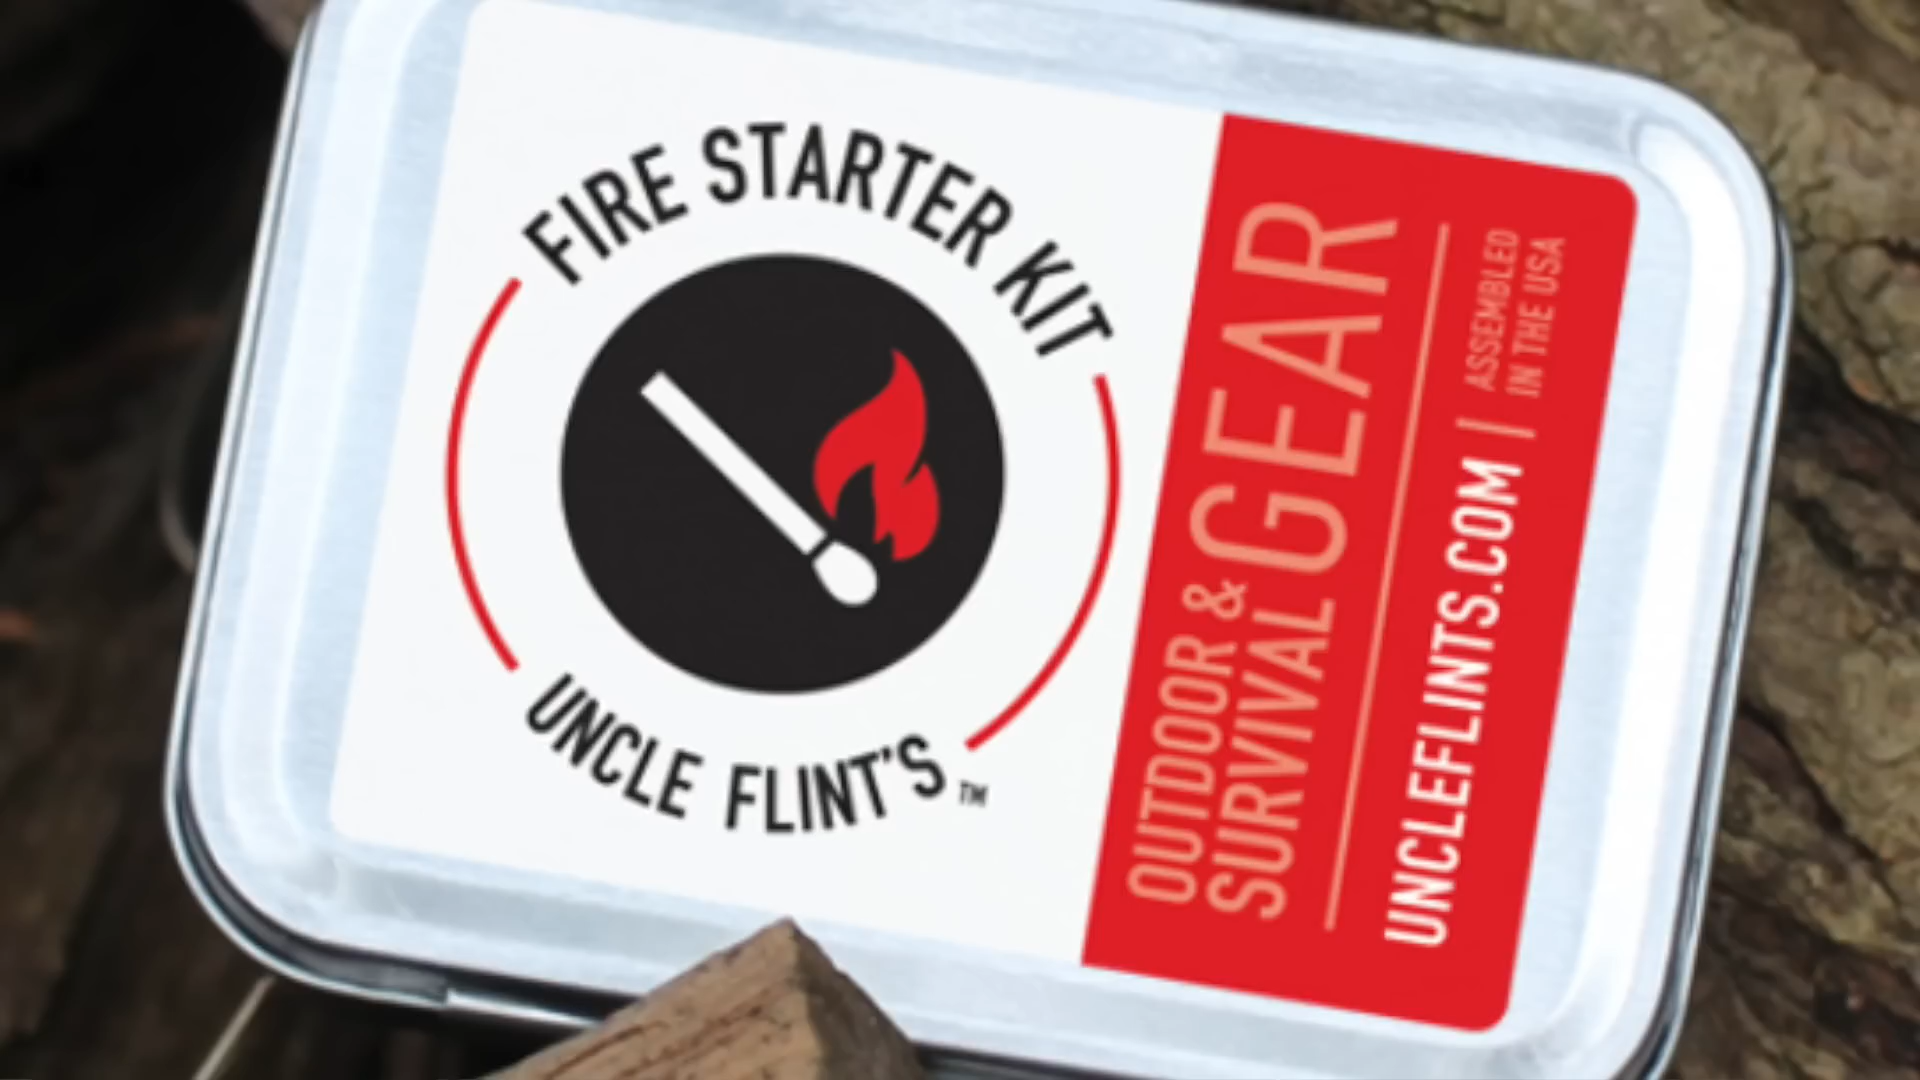 FIRE STARTER KIT
UNCLE FLINT'S™
OUTDOOR &
SURVIVAL
GEAR
UNCLEFLINTS.COM |
ASSEMBLED
IN THE USA